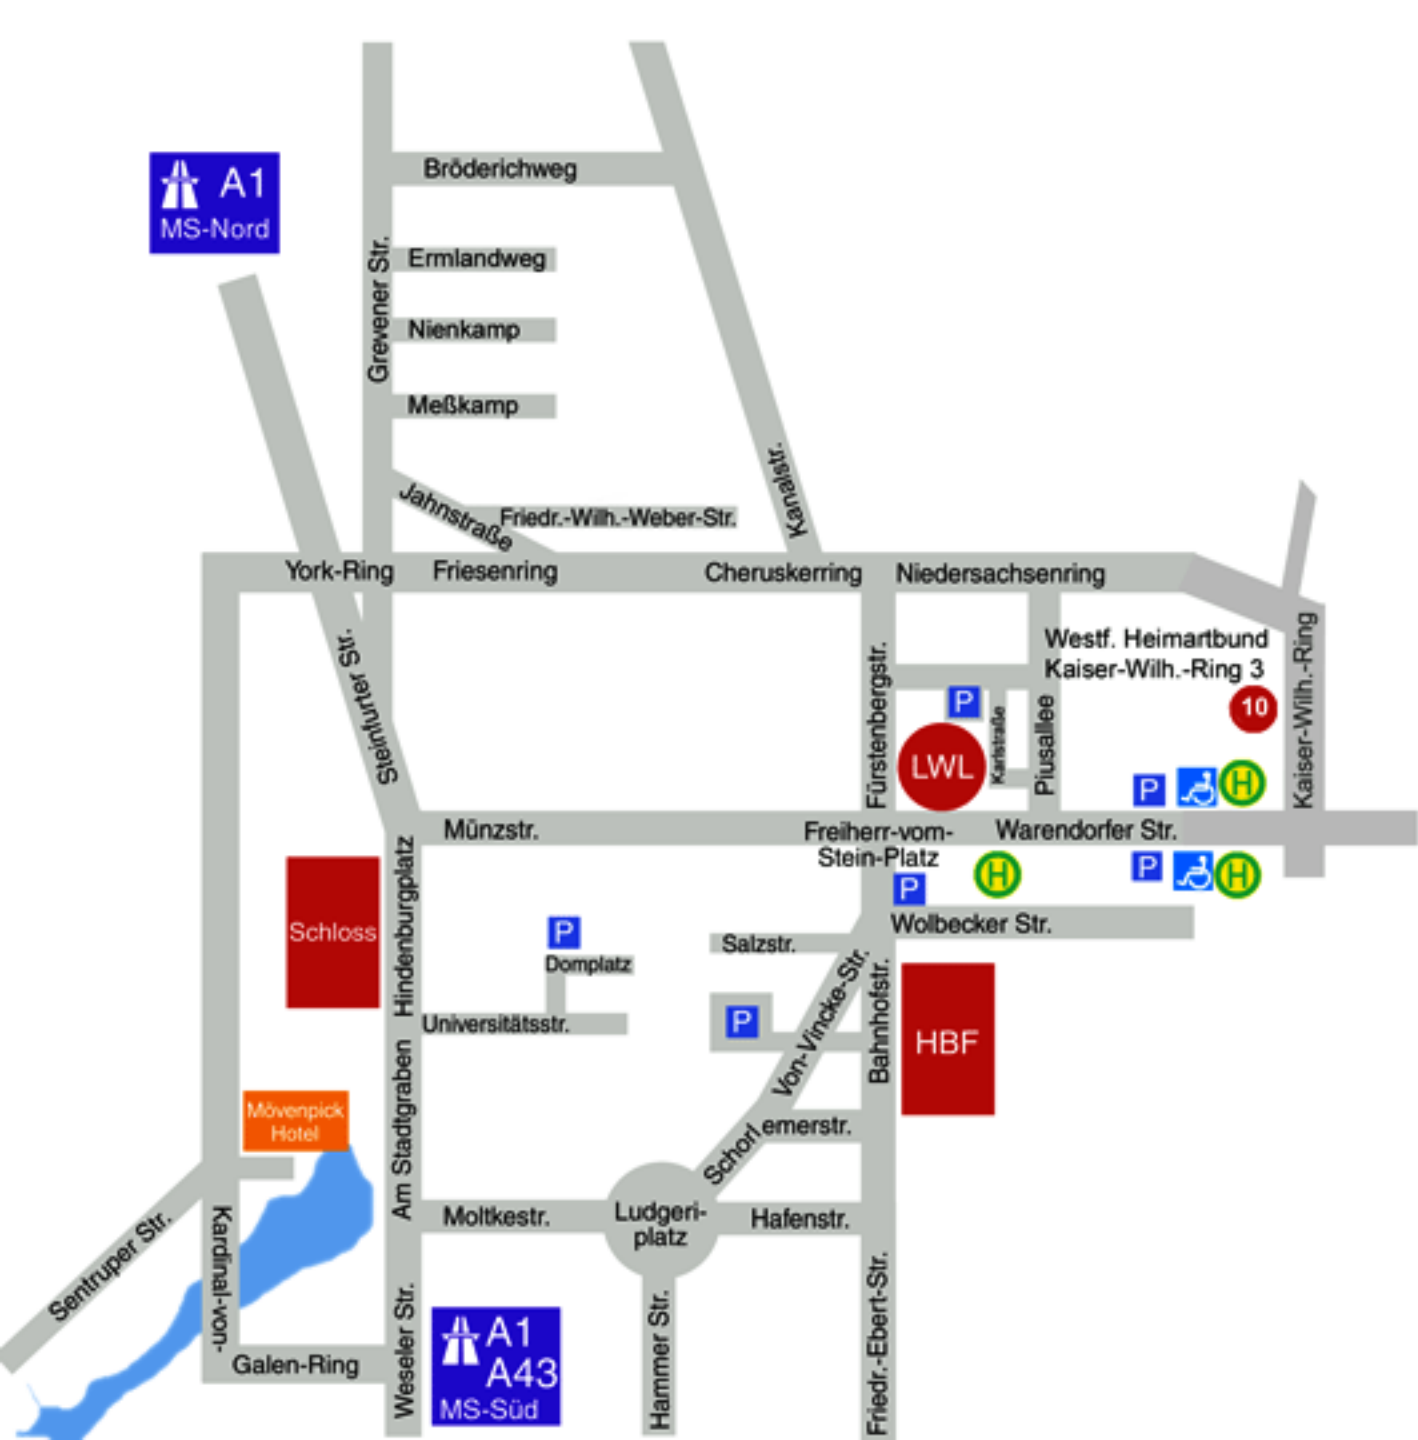 A1
MS-Nord
Bröderichweg
Ermlandweg
Grevener Str.
Nienkamp
Meßkamp
Kanalstr.
Jahnstraße
Friedr.-Wilh.-Weber-Str.
York-Ring
Friesenring
Cheruskerring
Niedersachsenring
Steinfurter Str.
Fürstenbergstr.
Westf. Heimartbund
Kaiser-Wilh.-Ring 3
10
P
Karlstraße
Piusallee
Kaiser-Wilh.-Ring
LWL
P
H
Münzstr.
Freiherr-vom-
Stein-Platz
Warendorfer Str.
H
P
H
P
Schloss
Hindenburgplatz
P
Domplatz
Salzstr.
Wolbecker Str.
Universitätsstr.
P
Von-Vincke-Str.
Bahnhofstr.
HBF
Mövenpick
Hotel
Am Stadtgraben
Schorlemerstr.
Moltkestr.
Ludgeri-
platz
Hafenstr.
Sentruper Str.
Kardinal-von-
Galen-Ring
Weseler Str.
A1
A43
MS-Süd
Hammer Str.
Friedr.-Ebert-Str.